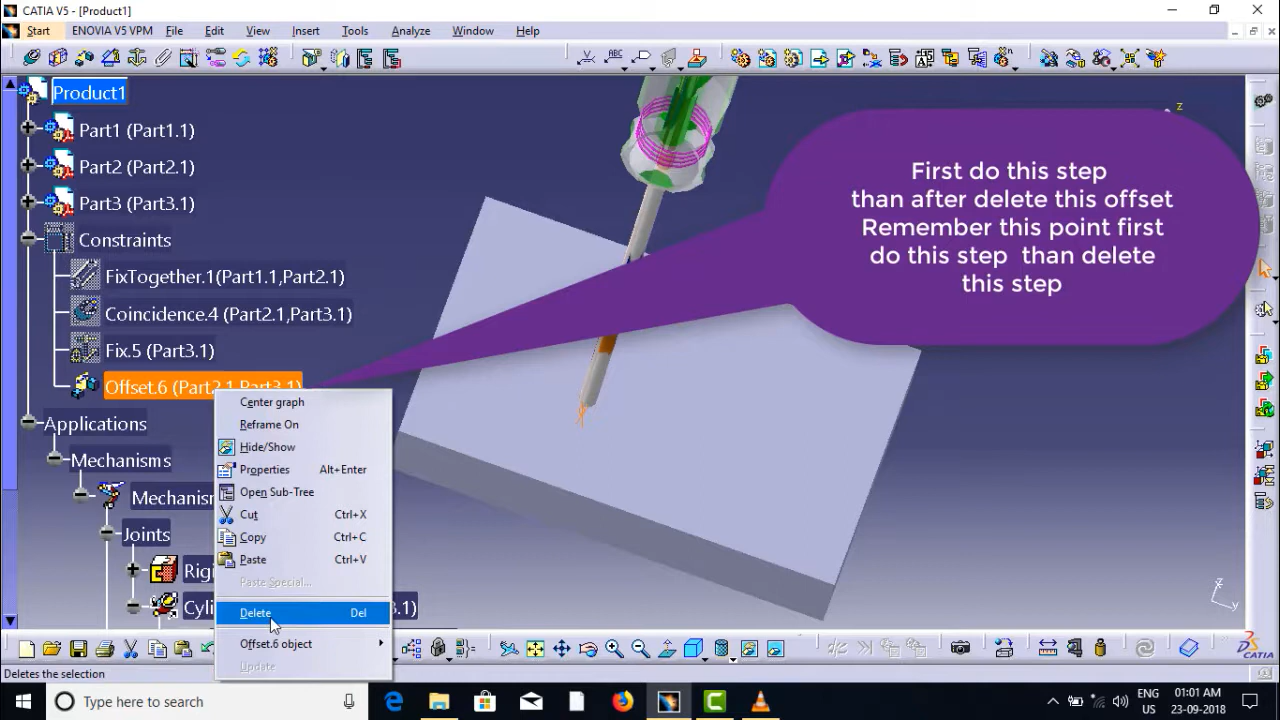 CATIA V5 - [Product1]
Start ENOVIA V5 VPM File Edit View Insert Tools Analyze Window Help
ABC
Product1
Part1 (Part1.1)
Part2 (Part2.1)
Part3 (Part3.1)
Constraints
FixTogether.1(Part1.1,Part2.1)
Coincidence.4 (Part2.1,Part3.1)
Fix.5 (Part3.1)
Offset.6 (Part2.1,Part3.1)
Applications
Mechanisms
Joints
3.1)
First do this step
than after delete this offset
Remember this point first
do this step than delete
this step
Center graph
Reframe On
Hide/Show
Properties Alt+Enter
Open Sub-Tree
Cut Ctrl+X
Copy Ctrl+C
Paste Ctrl+V
Paste Special...
Delete Del
Offset.6 object
Update
z
z
y
CATIA
Deletes the selection
Type here to search
ENG
US
01:01 AM
23-09-2018